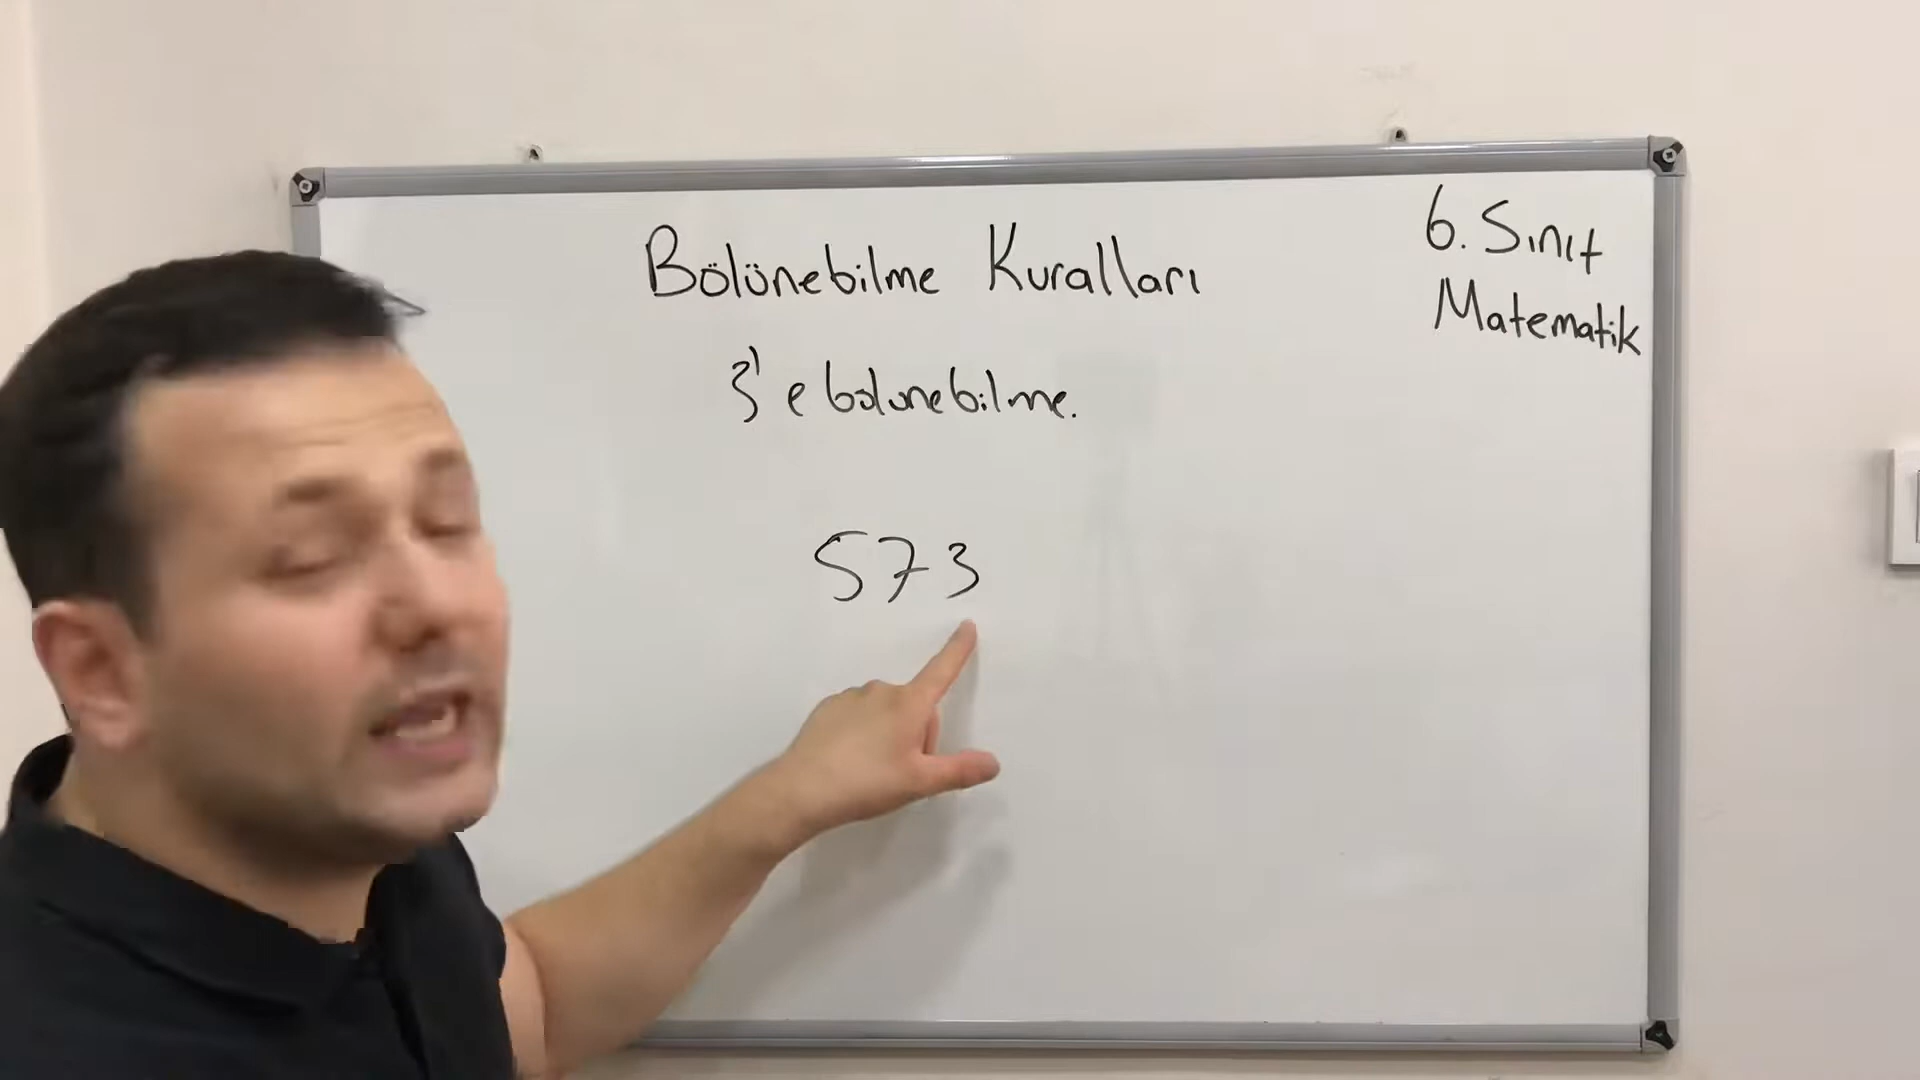 Bölünebilme Kuralları
6. Sınıf
Matematik
3'e bölünebilme.
573